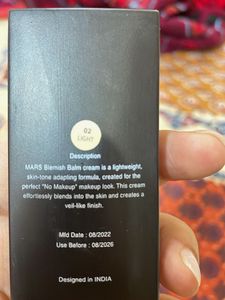 02
LIGHT
Description
MARS Blemish Balm cream is a lightweight,
skin-tone adapting formula, created for the
perfect "No Makeup" makeup look. This cream
effortlessly blends into the skin and creates a
veil-like finish.
Mfd Date : 08/2022
Use Before : 08/2026
Designed in INDIA